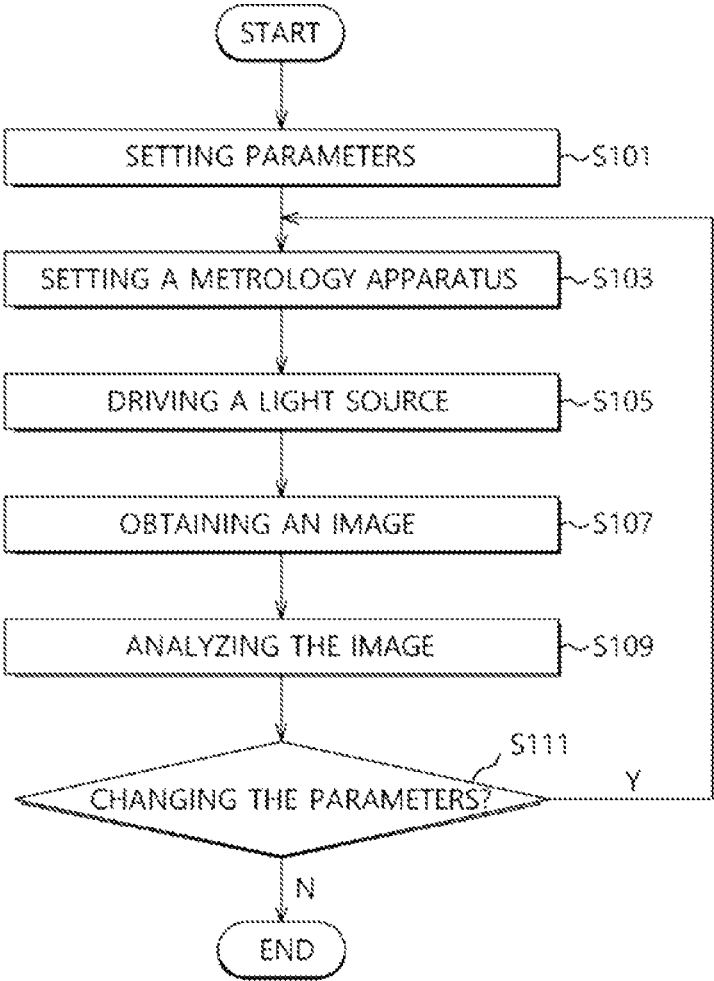 START
SETTING PARAMETERS
S101
SETTING A METROLOGY APPARATUS
S103
DRIVING A LIGHT SOURCE
S105
OBTAINING AN IMAGE
S107
ANALYZING THE IMAGE
S109
S111
CHANGING THE PARAMETERS?
Y
N
END